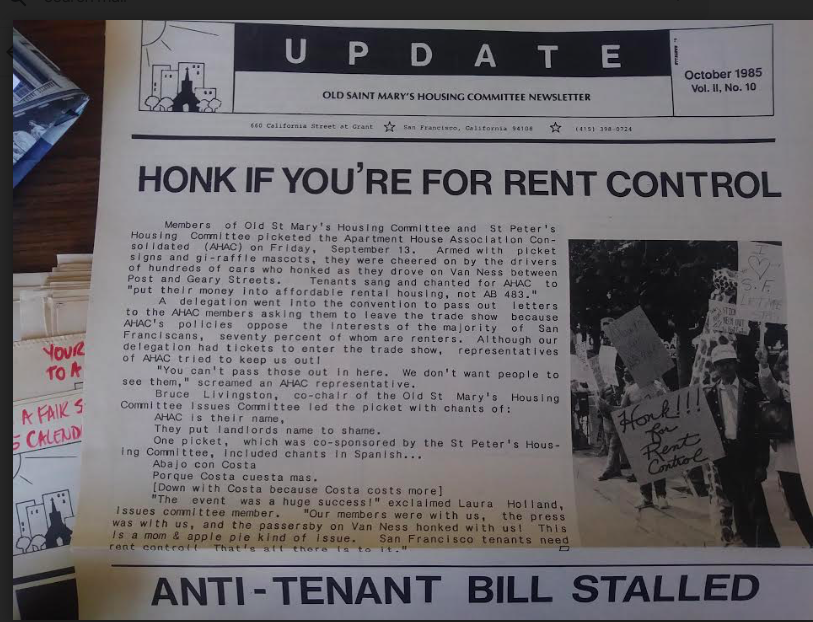 UPDATE
OLD SAINT MARY'S HOUSING COMMITTEE NEWSLETTER
October 1985
Vol. II, No. 10
660 California Street at Grant ☆ San Francisco, California 94108 ☆ (415) 398-0724
HONK IF YOU'RE FOR RENT CONTROL
Members of Old St Mary's Housing Committee and St Peter's
Housing Committee picketed the Apartment House Association Con-
solidated (AHAC) on Friday, September 13. Armed with picket
signs and gi-raffle mascots, they were cheered on by the drivers
of hundreds of cars who honked as they drove on Van Ness between
Post and Geary Streets. Tenants sang and chanted for AHAC to
"put their money into affordable rental housing, not AB 483."
A delegation went into the convention to pass out letters
to the AHAC members asking them to leave the trade show because
AHAC's policies oppose the interests of the majority of San
Franciscans, seventy percent of whom are renters. Although our
delegation had tickets to enter the trade show, representatives
of AHAC tried to keep us out!
"You can't pass those out in here. We don't want people to
see them," screamed an AHAC representative.
Bruce Livingston, co-chair of the Old St Mary's Housing
Committee Issues Committee led the picket with chants of:
AHAC is their name,
They put landlords name to shame.
One picket, which was co-sponsored by the St Peter's Hous-
ing Committee, included chants in Spanish...
Abajo con Costa
Porque Costa cuesta mas.
[Down with Costa because Costa costs more]
"The event was a huge success!" exclaimed Laura Holland,
Issues committee member. "Our members were with us, the press
was with us, and the passersby on Van Ness honked with us! This
is a mom & apple pie kind of issue. San Francisco tenants need
rent control! That's all there is to it."
I
S.F.
Honk!!!
for
Rent
Control
YOUR
TO A
A FAIR S
CALEND
ANTI-TENANT BILL STALLED